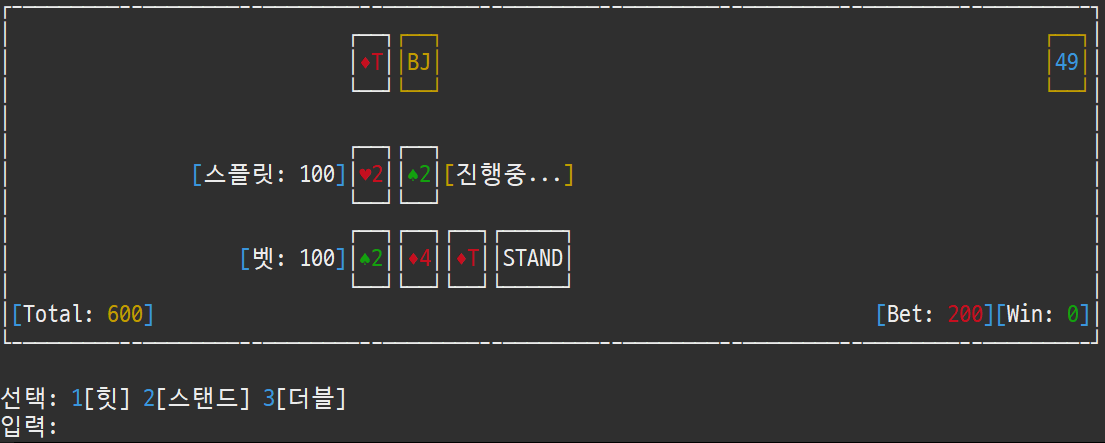 ♦T BJ 49
[스플릿: 100] ♥2 ♠2 [진행중...]
[벳: 100] ♠2 ♦4 ♦T STAND
[Total: 600] [Bet: 200][Win: 0]
선택: 1[힛] 2[스탠드] 3[더블]
입력: